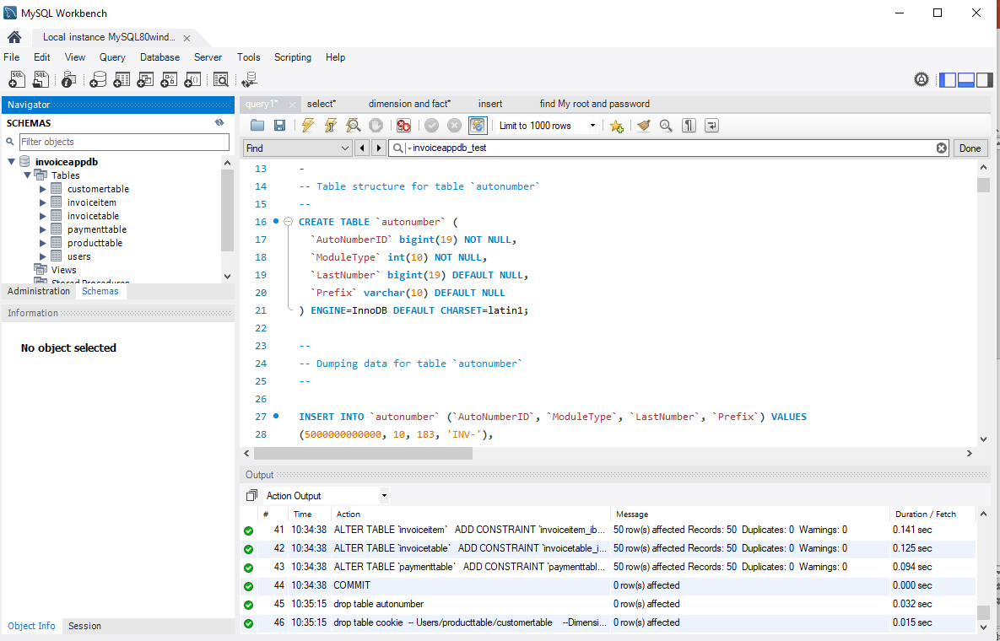 MySQL Workbench
Local instance MySQL80wind...
File Edit View Query Database Server Tools Scripting Help
Navigator
SCHEMAS
Filter objects
invoiceappdb
Tables
customertable
invoiceitem
invoicetable
paymenttable
producttable
users
Views
Stored Procedures
Administration Schemas
Information
No object selected
Object Info Session
query1* select* dimension and fact* insert find My root and password
Limit to 1000 rows
Find invoiceappdb_test Done
13 -
14 -- Table structure for table `autonumber`
15 --
16 CREATE TABLE `autonumber` (
17 `AutoNumberID` bigint(19) NOT NULL,
18 `ModuleType` int(10) NOT NULL,
19 `LastNumber` bigint(19) DEFAULT NULL,
20 `Prefix` varchar(10) DEFAULT NULL
21 ) ENGINE=InnoDB DEFAULT CHARSET=latin1;
22
23 --
24 -- Dumping data for table `autonumber`
25 --
26
27 INSERT INTO `autonumber` (`AutoNumberID`, `ModuleType`, `LastNumber`, `Prefix`) VALUES
28 (5000000000000, 10, 183, 'INV-'),
Output
Action Output
# Time Action Message Duration / Fetch
41 10:34:38 ALTER TABLE `invoiceitem` ADD CONSTRAINT `invoiceitem_ib... 50 row(s) affected Records: 50 Duplicates: 0 Warnings: 0 0.141 sec
42 10:34:38 ALTER TABLE `invoicetable` ADD CONSTRAINT `invoicetable_i... 50 row(s) affected Records: 50 Duplicates: 0 Warnings: 0 0.125 sec
43 10:34:38 ALTER TABLE `paymenttable` ADD CONSTRAINT `paymenttabl... 50 row(s) affected Records: 50 Duplicates: 0 Warnings: 0 0.094 sec
44 10:34:38 COMMIT 0 row(s) affected 0.000 sec
45 10:35:15 drop table autonumber 0 row(s) affected 0.032 sec
46 10:35:15 drop table cookie -- Users/producttable/customertable --Dimensi... 0 row(s) affected 0.015 sec